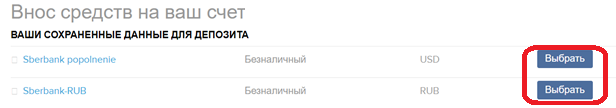 Внос средств на ваш счет
ВАШИ СОХРАНЕННЫЕ ДАННЫЕ ДЛЯ ДЕПОЗИТА
Sberbank popolnenie Безналичный USD Выбрать
Sberbank-RUB Безналичный RUB Выбрать